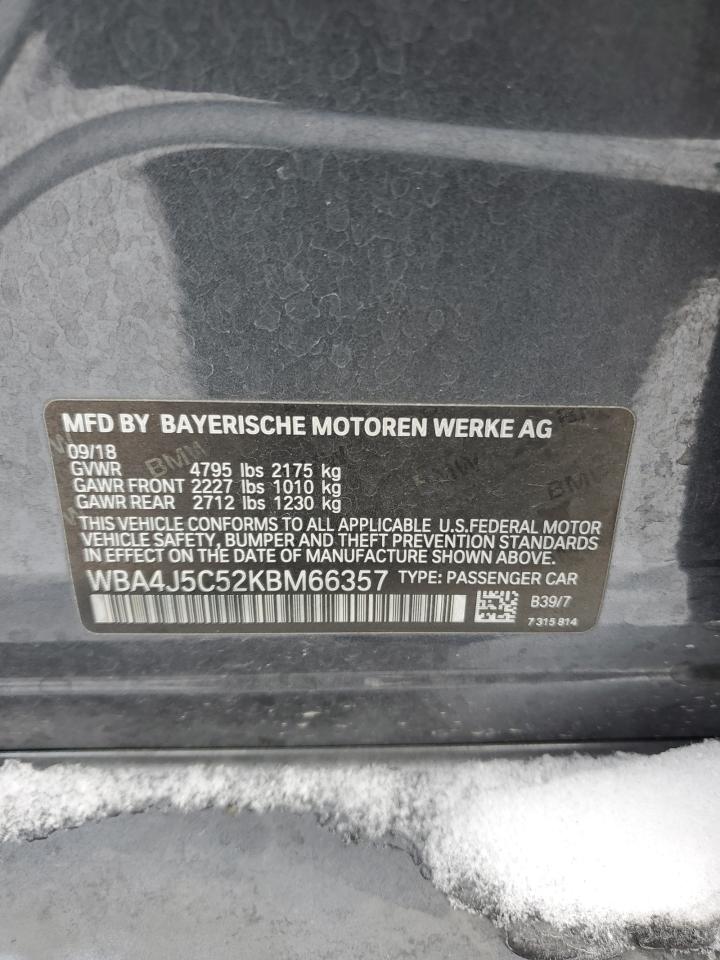 MFD BY BAYERISCHE MOTOREN WERKE AG
09/18
GVWR 4795 lbs 2175 kg
GAWR FRONT 2227 lbs 1010 kg
GAWR REAR 2712 lbs 1230 kg
THIS VEHICLE CONFORMS TO ALL APPLICABLE U.S.FEDERAL MOTOR
VEHICLE SAFETY, BUMPER AND THEFT PREVENTION STANDARDS
IN EFFECT ON THE DATE OF MANUFACTURE SHOWN ABOVE.
WBA4J5C52KBM66357 TYPE: PASSENGER CAR
B39/7
7 315 814
BMW
BMW
BMW